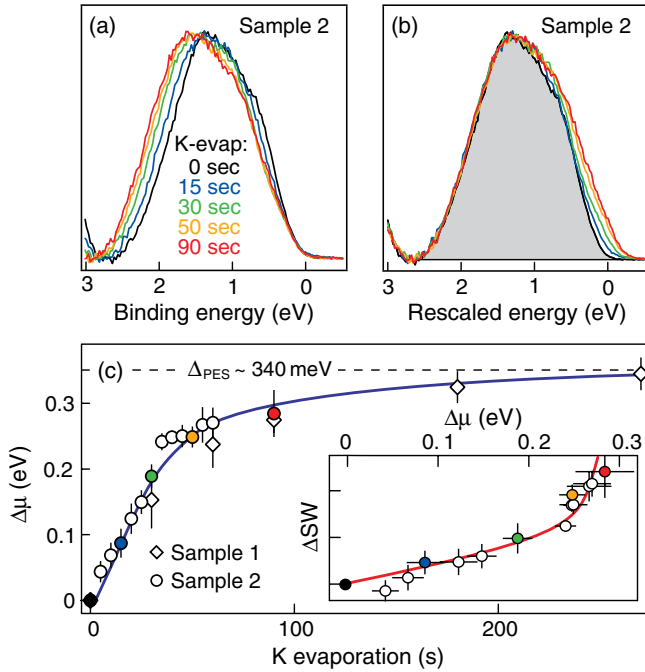 (a) Sample 2
K-evap:
0 sec
15 sec
30 sec
50 sec
90 sec
3 2 1 0
Binding energy (eV)
(b) Sample 2
3 2 1 0
Rescaled energy (eV)
(c) Δ_PES ~ 340 meV
0.3
0.2
0.1
0
Δμ (eV)
◇ Sample 1
○ Sample 2
0 100 200
K evaporation (s)
Δμ (eV)
0 0.1 0.2 0.3
ΔSW